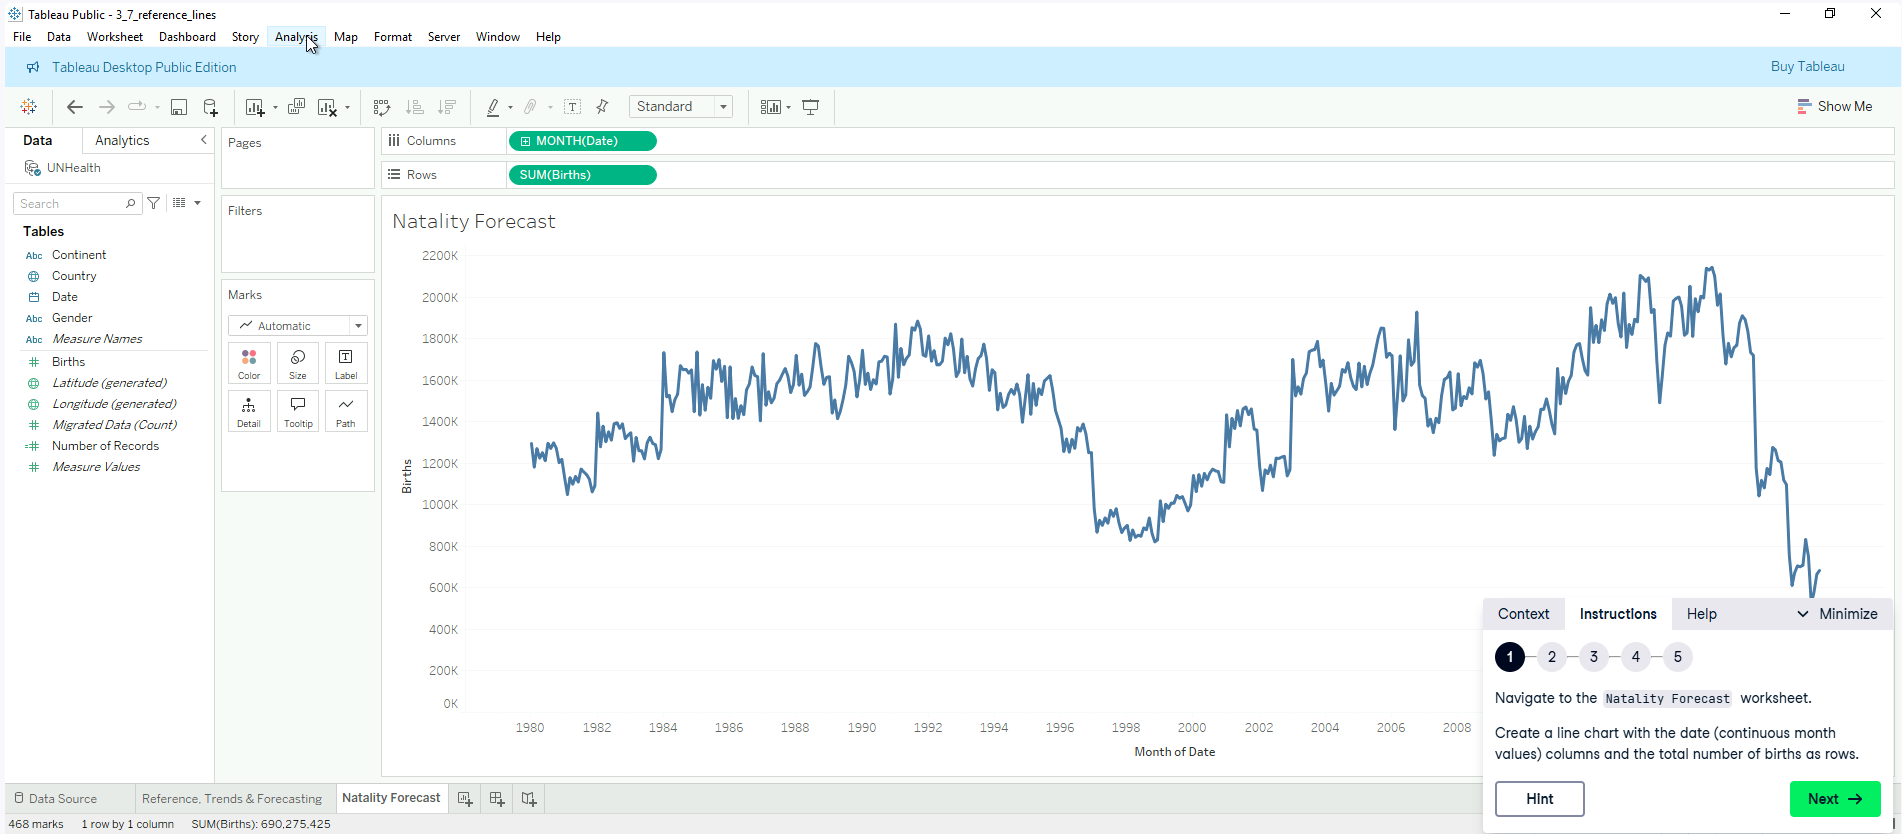 Tableau Public - 3_7_reference_lines
File Data Worksheet Dashboard Story Analysis Map Format Server Window Help
Tableau Desktop Public Edition
Buy Tableau
Standard
Show Me
Data Analytics
UNHealth
Search
Tables
Abc Continent
Country
Date
Abc Gender
Abc Measure Names
Births
Latitude (generated)
Longitude (generated)
Migrated Data (Count)
Number of Records
Measure Values
Pages
Filters
Marks
Automatic
Color Size Label
Detail Tooltip Path
Columns MONTH(Date)
Rows SUM(Births)
Natality Forecast
2200K
2000K
1800K
1600K
1400K
1200K
1000K
800K
600K
400K
200K
0K
Births
1980 1982 1984 1986 1988 1990 1992 1994 1996 1998 2000 2002 2004 2006 2008
Month of Date
Context Instructions Help Minimize
1 2 3 4 5
Navigate to the Natality Forecast worksheet.
Create a line chart with the date (continuous month
values) columns and the total number of births as rows.
Hint Next
Data Source Reference, Trends & Forecasting Natality Forecast
468 marks 1 row by 1 column SUM(Births): 690,275,425